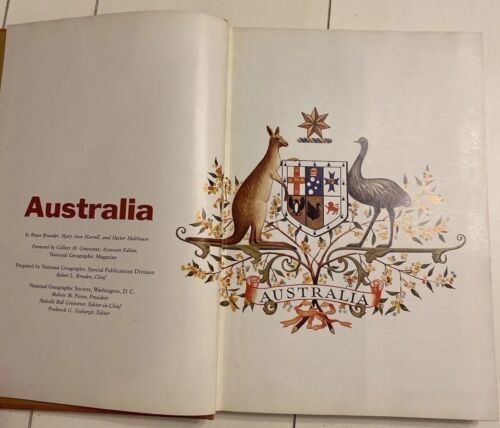 Australia
by Bruce Brander, Mary Ann Harrell, and Hector Holthouse
Foreword by Gilbert M. Grosvenor, Associate Editor,
National Geographic Magazine
Prepared by National Geographic Special Publications Division
Robert L. Breeden, Chief
National Geographic Society, Washington, D. C.
Melvin M. Payne, President
Melville Bell Grosvenor, Editor-in-Chief
Frederick G. Vosburgh, Editor
AUSTRALIA